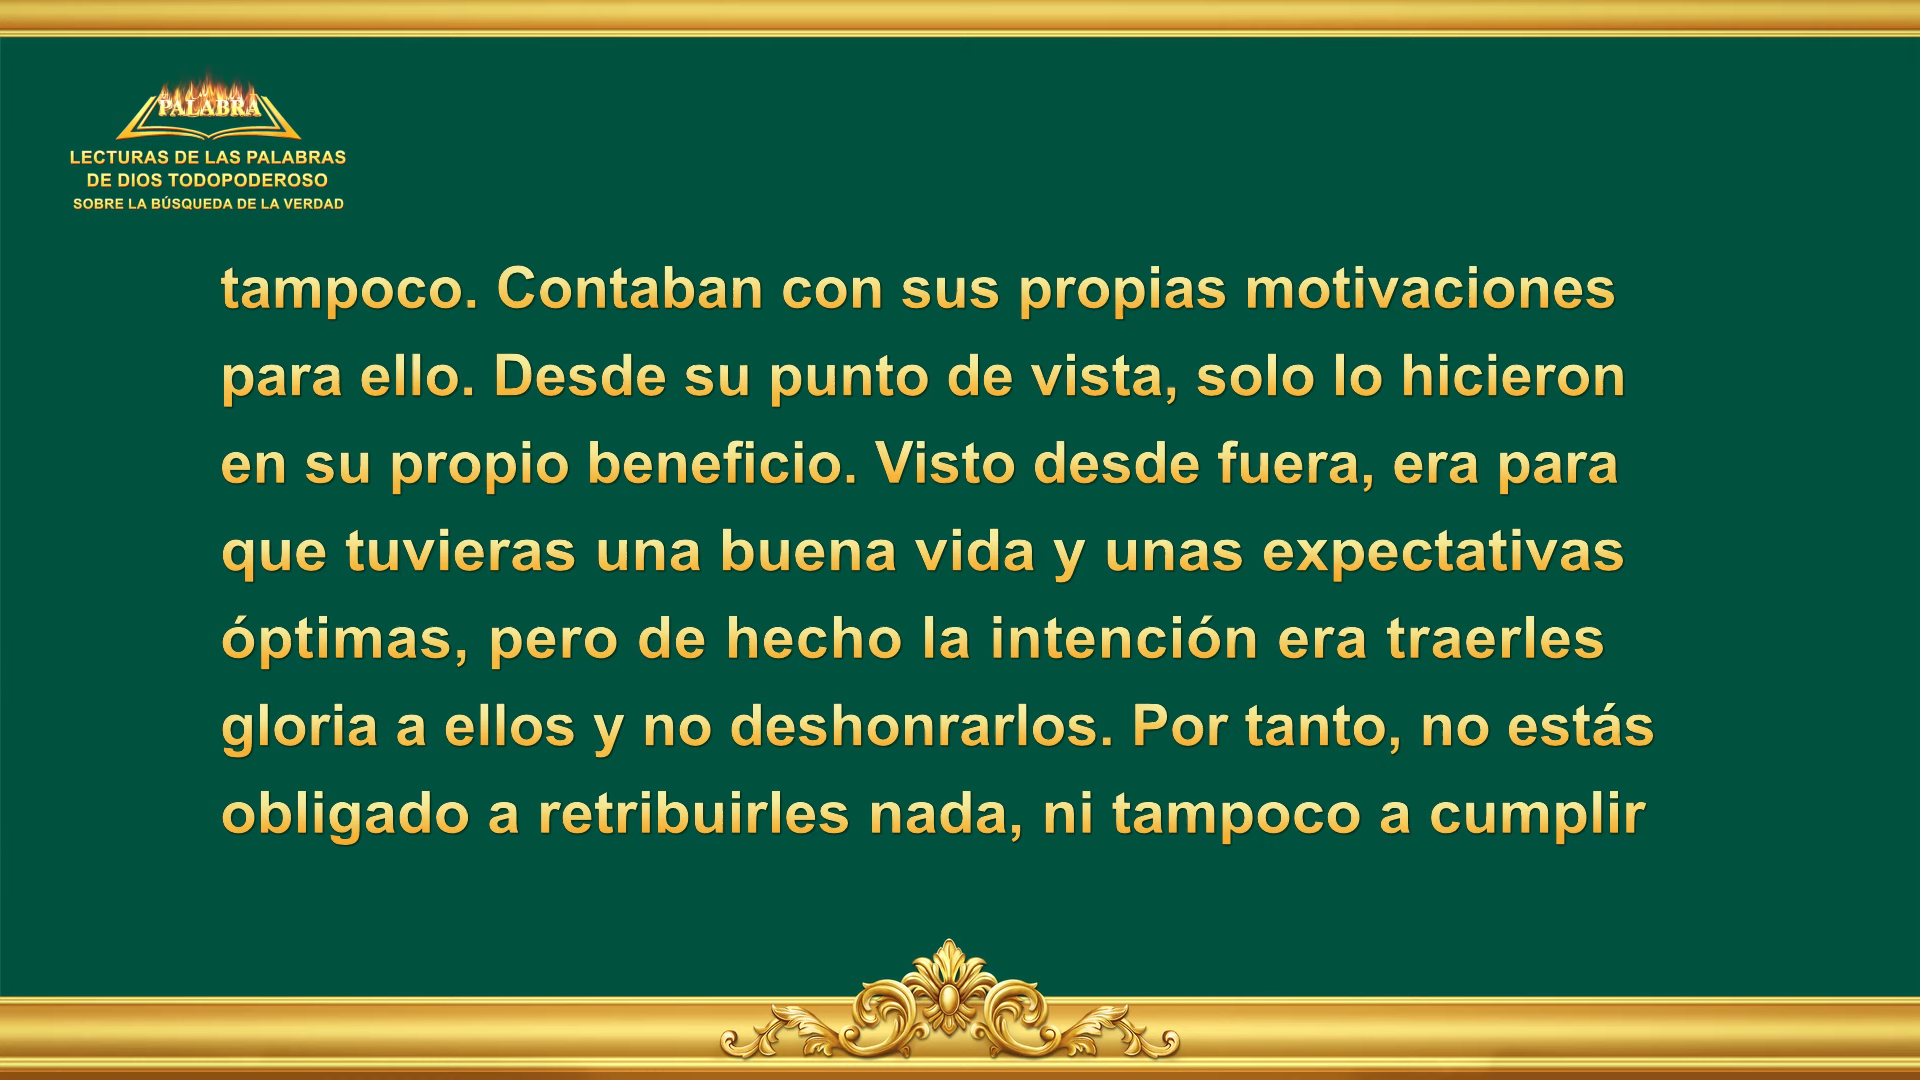 PALABRA
LECTURAS DE LAS PALABRAS
DE DIOS TODOPODEROSO
SOBRE LA BÚSQUEDA DE LA VERDAD
tampoco. Contaban con sus propias motivaciones
para ello. Desde su punto de vista, solo lo hicieron
en su propio beneficio. Visto desde fuera, era para
que tuvieras una buena vida y unas expectativas
óptimas, pero de hecho la intención era traerles
gloria a ellos y no deshonrarlos. Por tanto, no estás
obligado a retribuirles nada, ni tampoco a cumplir